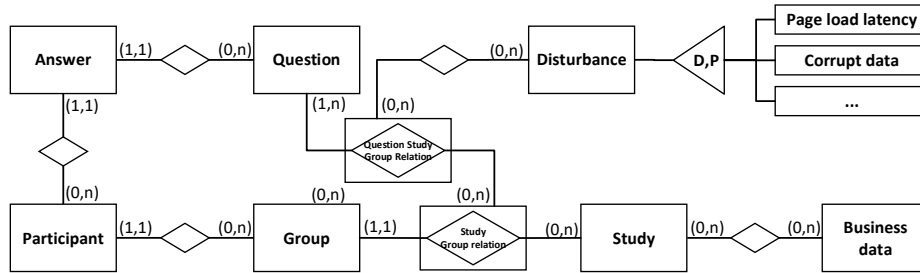 Page load latency
Answer
(1,1)
(0,n)
Question
(0,n)
Disturbance
D,P
Corrupt data
...
(1,1)
(1,n)
(0,n)
Question Study
Group Relation
(0,n)
(0,n)
(0,n)
Participant
(1,1)
(0,n)
Group
(1,1)
Study
Group relation
(0,n)
Study
(0,n)
(0,n)
Business
data